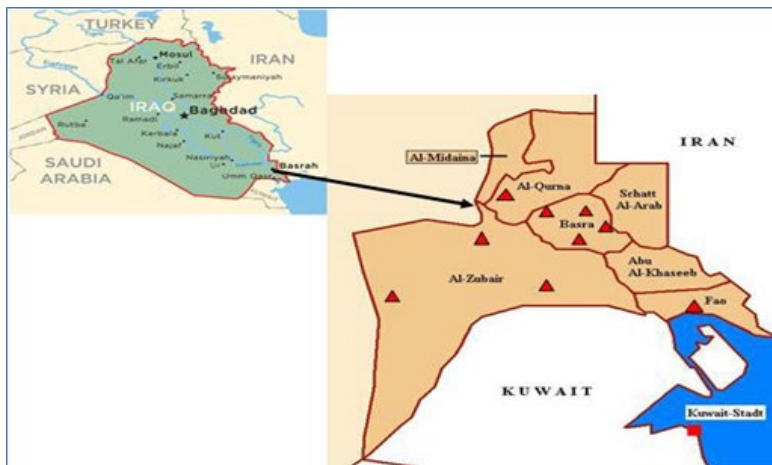 TURKEY
Mosul
Tal Afar
Erbil
IRAN
Kirkuk
Sulaymaniyah
SYRIA
Qa'im
Samarra
IRAQ
Baghdad
Rutba
Ramadi
JORDAN
Karbala
Kut
Najaf
SAUDI
ARABIA
Nasiriyah
Ur
Basrah
Umm Qasr
IRAN
Al-Midaina
Al-Qurna
Schatt
Al-Arab
Basra
Abu
Al-Khaseeb
Al-Zubair
Fao
KUWAIT
Kuwait-Stadt